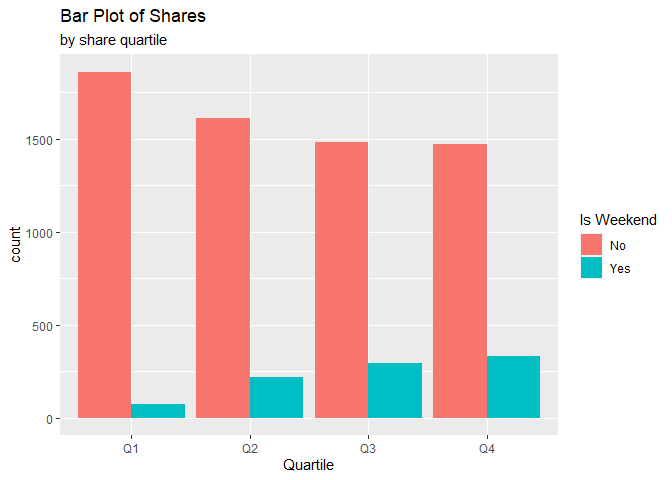 Bar Plot of Shares
by share quartile
1500
1000
500
0
count
Q1 Q2 Q3 Q4
Quartile
Is Weekend
No
Yes